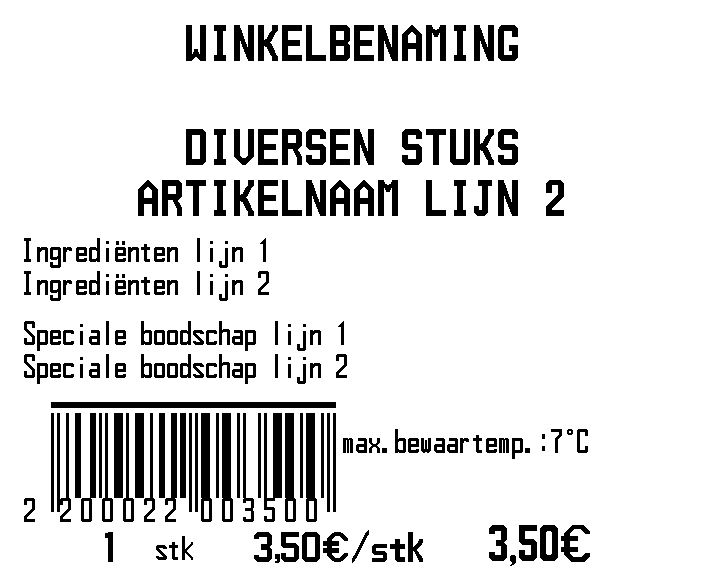 WINKELBENAMING
DIVERSEN STUKS
ARTIKELNAAM LIJN 2
Ingrediënten lijn 1
Ingrediënten lijn 2
Speciale boodschap lijn 1
Speciale boodschap lijn 2
max.bewaartemp.:7°C
2 200022 003500
1 stk 3,50€/stk 3,50€